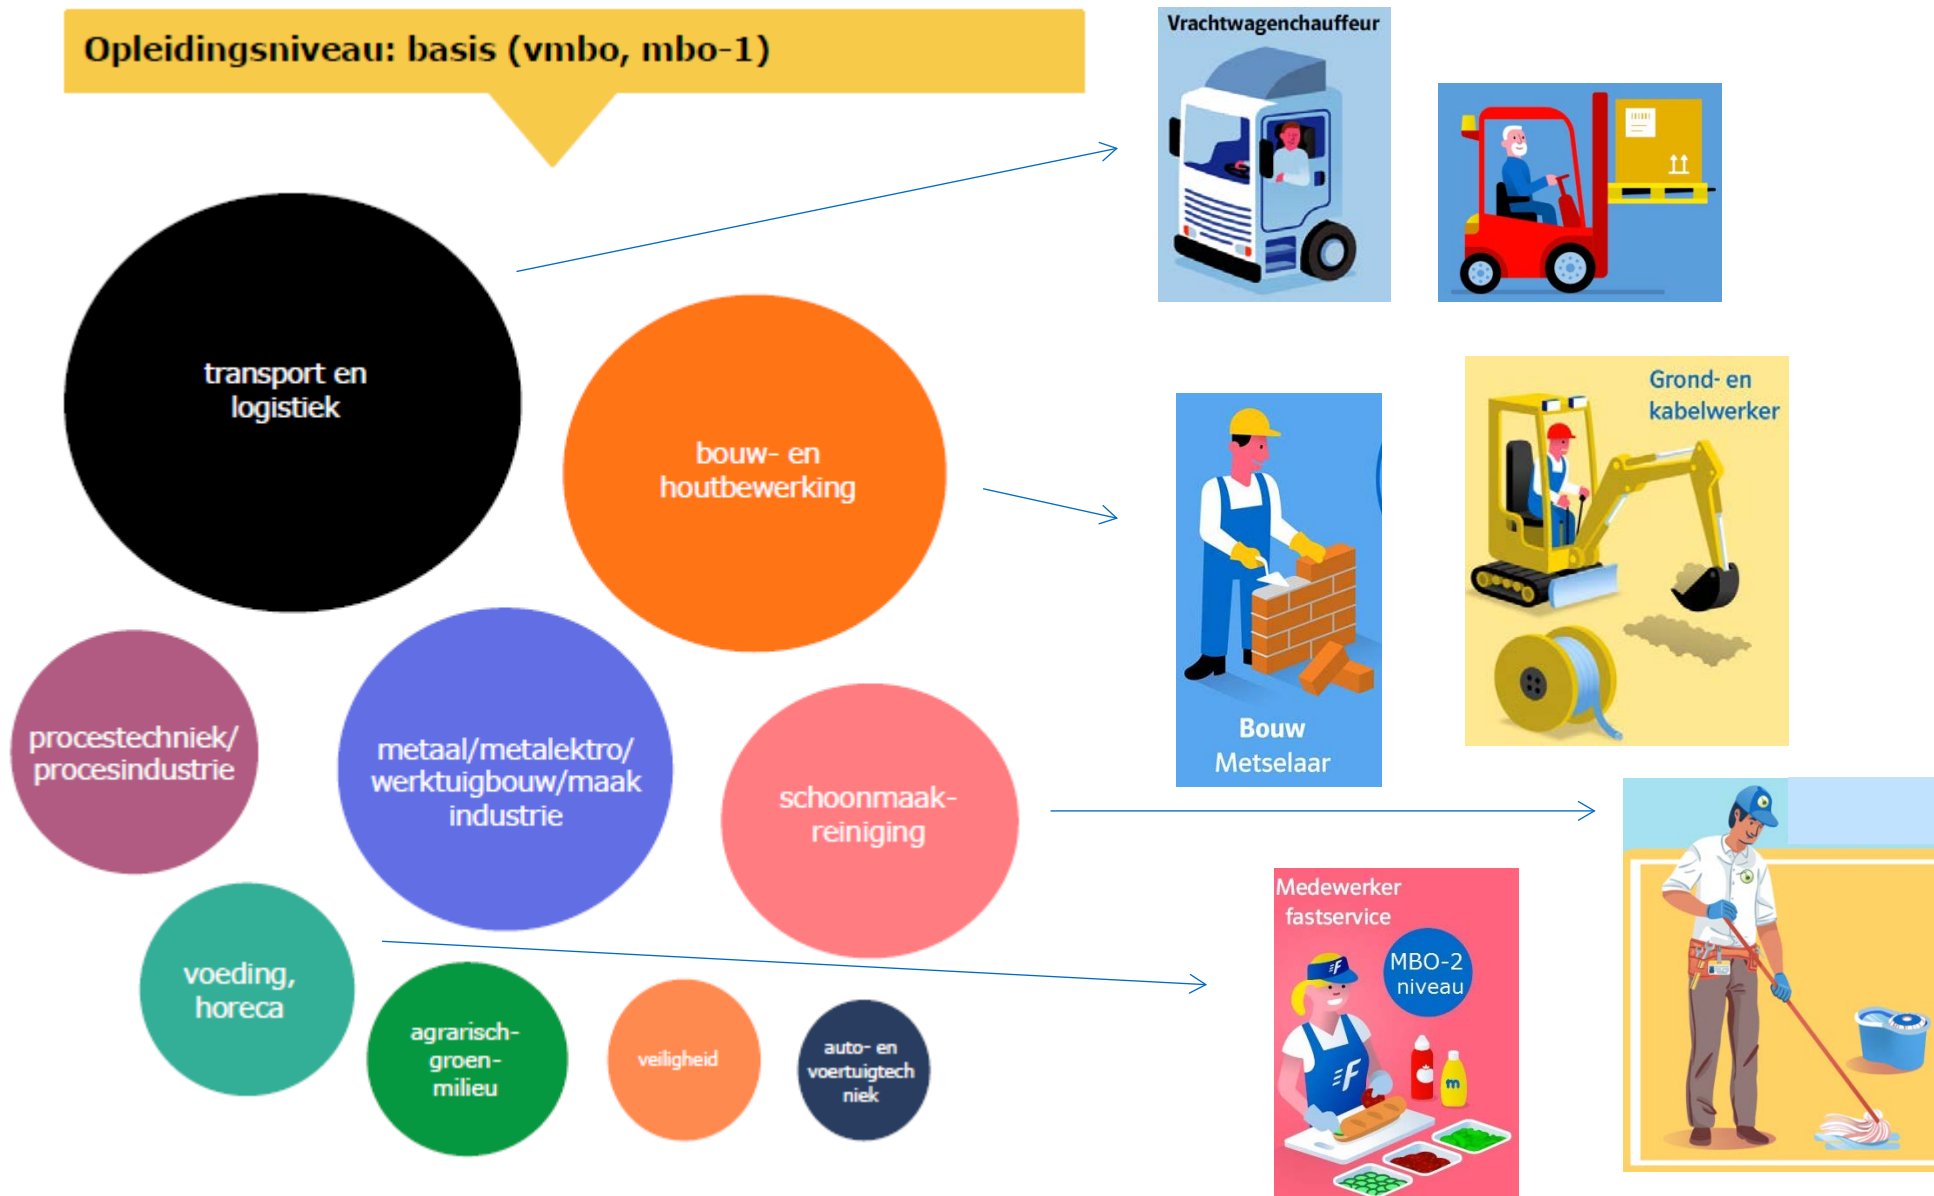 Opleidingsniveau: basis (vmbo, mbo-1)
Vrachtwagenchauffeur
transport en
logistiek
bouw- en
houtbewerking
Grond- en
kabelwerker
Bouw
Metselaar
procestechniek/
procesindustrie
metaal/metalektro/
werktuigbouw/maak
industrie
schoonmaak-
reiniging
voeding,
horeca
agrarisch-
groen-
milieu
veiligheid
auto- en
voertuigtech
niek
Medewerker
fastservice
MBO-2
niveau
F
F
m